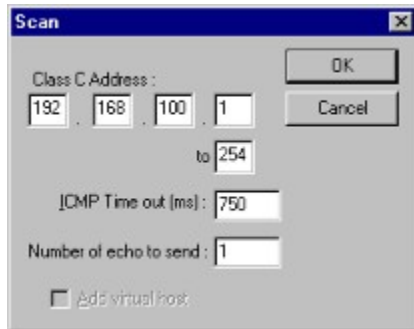 Scan
OK
Class C Address :
192 . 168 . 100 . 1
Cancel
to 254
ICMP Time out (ms) : 750
Number of echo to send : 1
Add virtual host